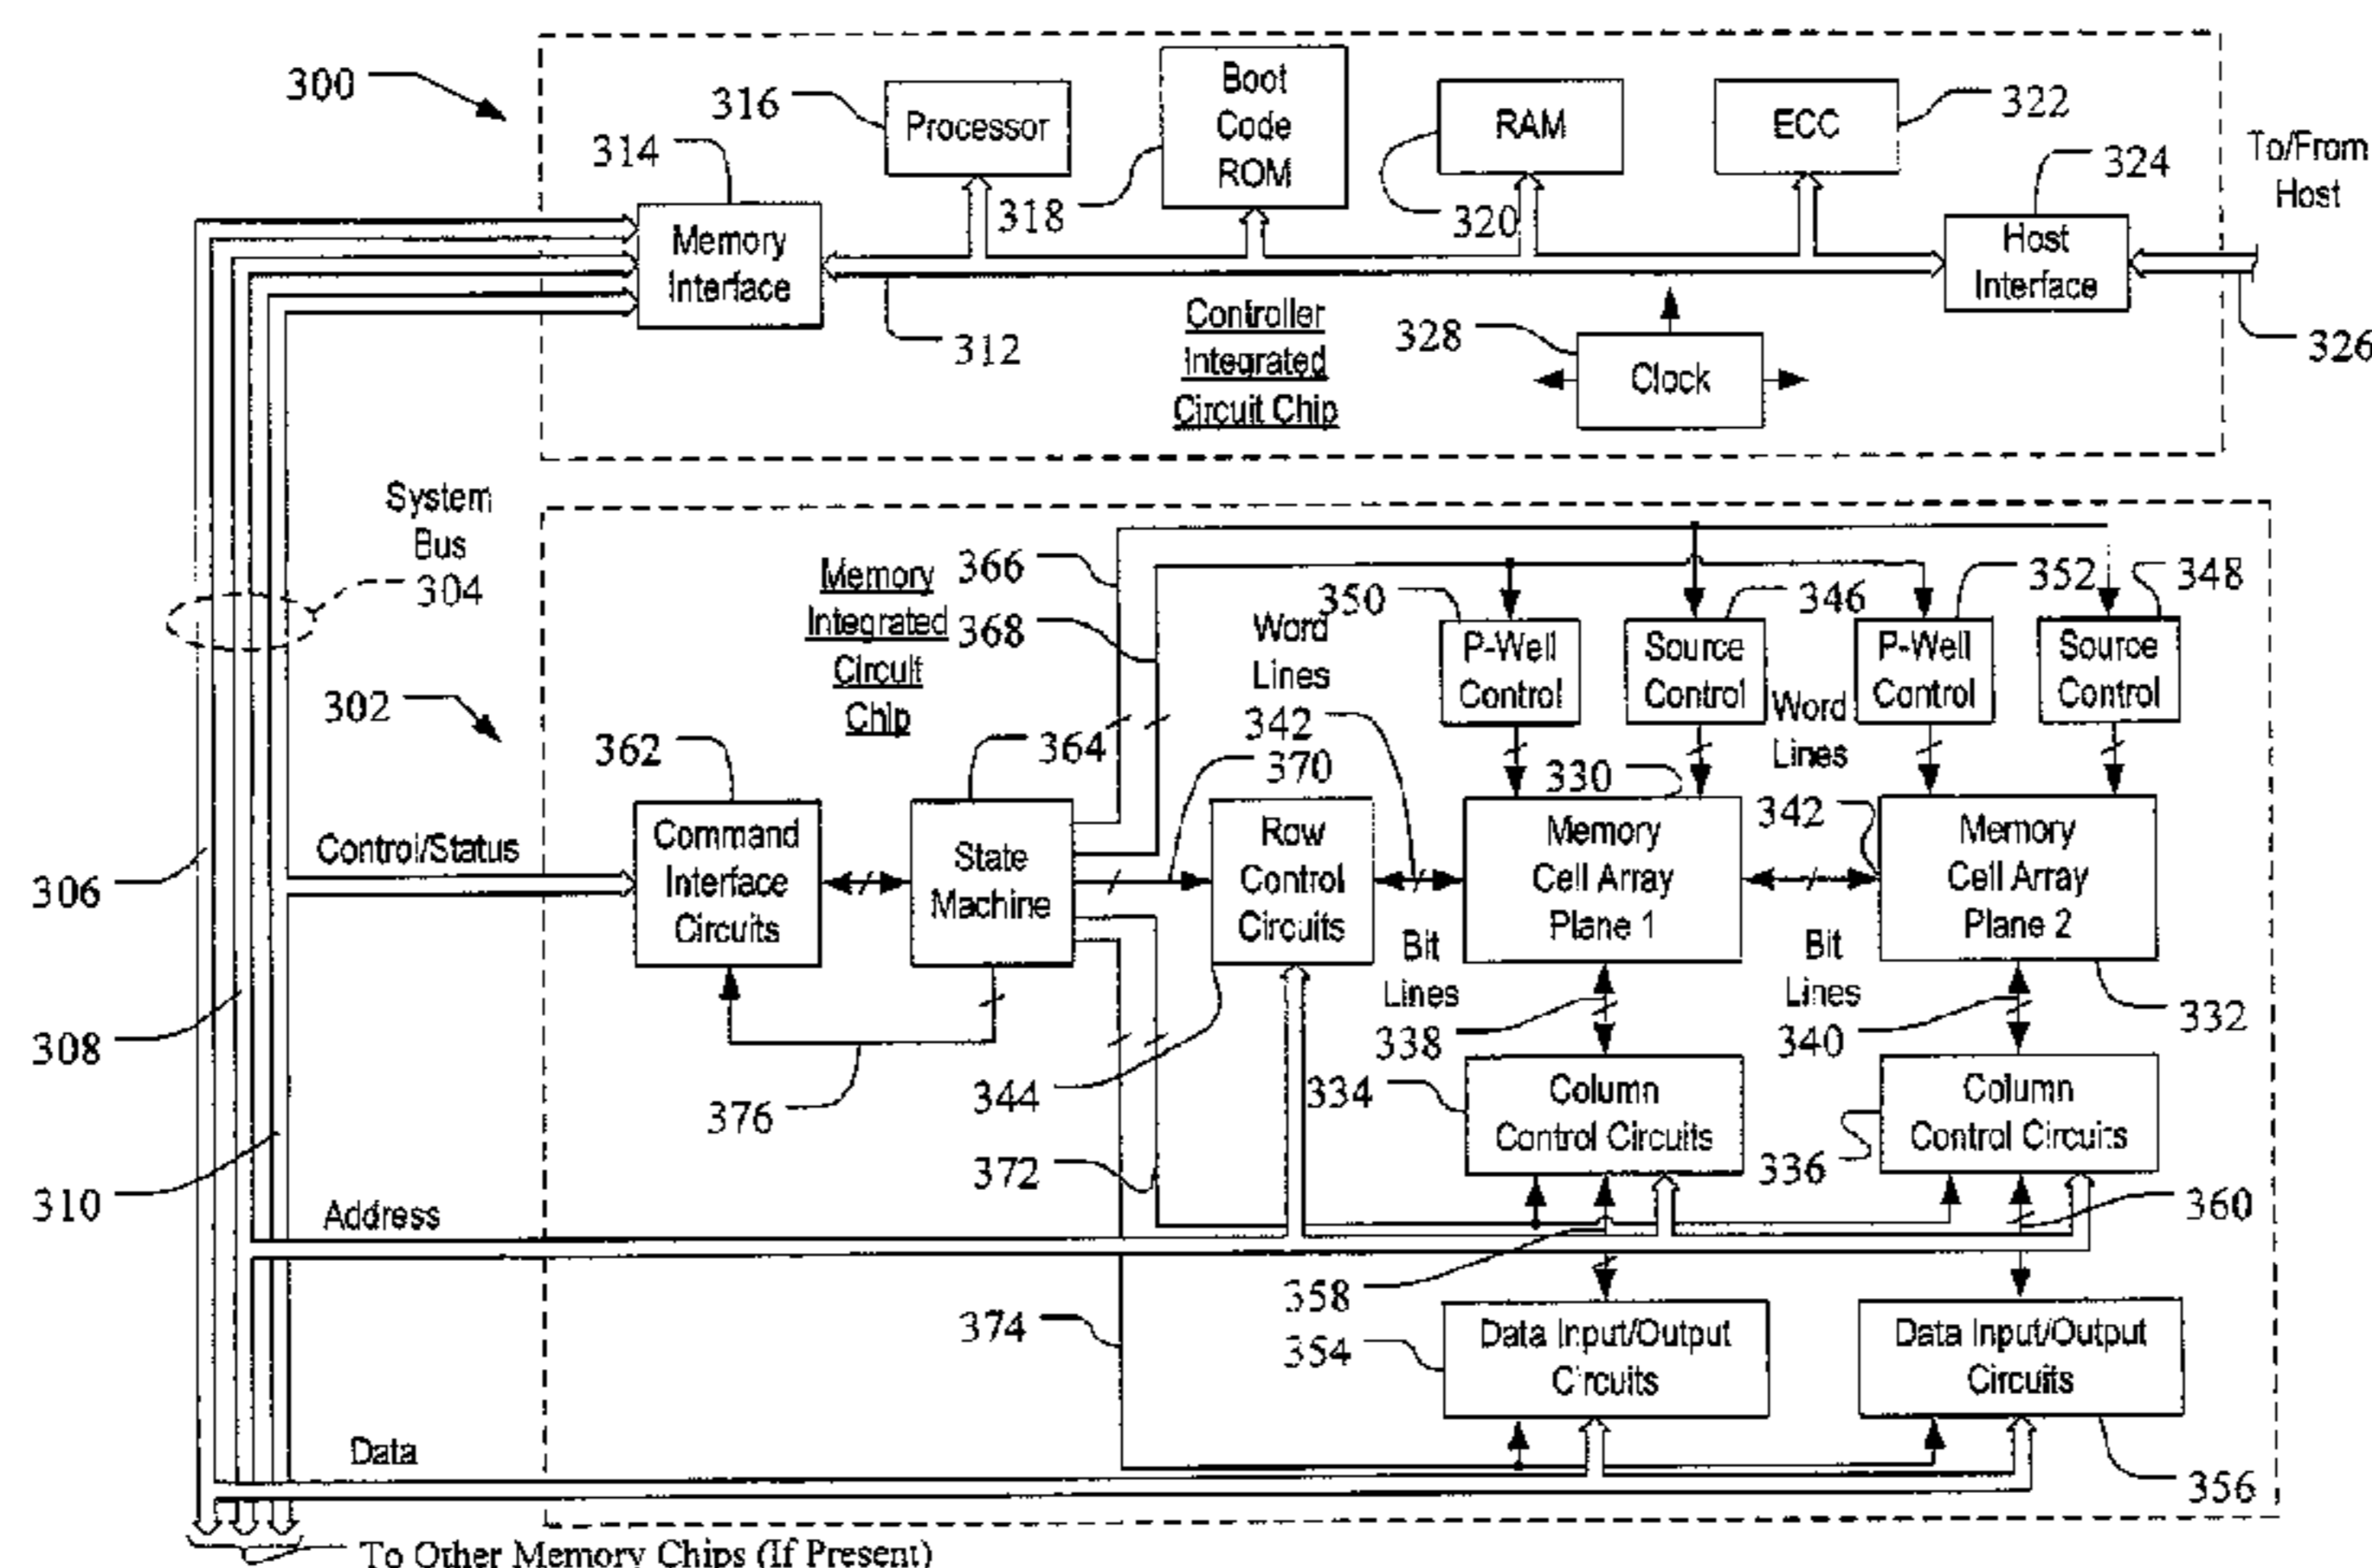 300
316
Processor
Boot
Code
ROM
318
RAM
320
ECC
322
To/From
Host
314
Memory
Interface
312
324
Host
Interface
326
Controller
Integrated
Circuit Chip
328
Clock
System
Bus
304
302
Memory
Integrated
Circuit
Chip
366
368
Word
Lines
342
350
P-Well
Control
346
Source
Control
352
P-Well
Control
348
Source
Control
Word
Lines
342
362
Command
Interface
Circuits
364
State
Machine
370
Row
Control
Circuits
330
Memory
Cell Array
Plane 1
Memory
Cell Array
Plane 2
332
Control/Status
306
308
310
376
344
372
Bit
Lines
338
Bit
Lines
340
334
Column
Control Circuits
336
Column
Control Circuits
Address
358
360
374
354
Data Input/Output
Circuits
Data Input/Output
Circuits
356
Data
To Other Memory Chips (If Present)